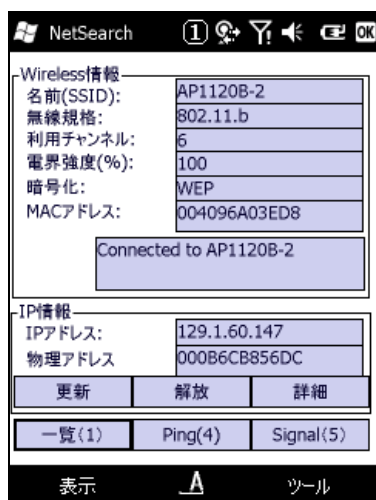 NetSearch 1 OK
Wireless情報
名前(SSID): AP1120B-2
無線規格: 802.11.b
利用チャンネル: 6
電界強度(%): 100
暗号化: WEP
MACアドレス: 004096A03ED8
Connected to AP1120B-2
IP情報
IPアドレス: 129.1.60.147
物理アドレス 000B6CB856DC
更新 解放 詳細
一覧(1) Ping(4) Signal(5)
表示 A ツール